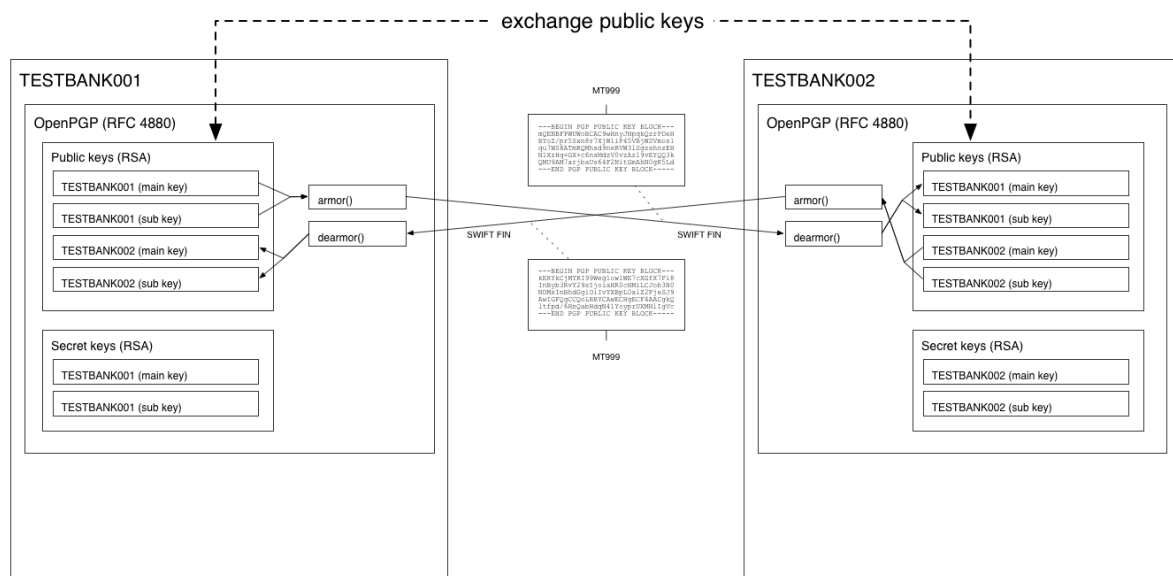 exchange public keys
TESTBANK001
OpenPGP (RFC 4880)
Public keys (RSA)
TESTBANK001 (main key)
TESTBANK001 (sub key)
TESTBANK002 (main key)
TESTBANK002 (sub key)
armor()
dearmor()
Secret keys (RSA)
TESTBANK001 (main key)
TESTBANK001 (sub key)
MT999
---BEGIN PGP PUBLIC KEY BLOCK---
---END PGP PUBLIC KEY BLOCK-----
SWIFT FIN
SWIFT FIN
---BEGIN PGP PUBLIC KEY BLOCK---
---END PGP PUBLIC KEY BLOCK-----
MT999
TESTBANK002
OpenPGP (RFC 4880)
armor()
dearmor()
Public keys (RSA)
TESTBANK001 (main key)
TESTBANK001 (sub key)
TESTBANK002 (main key)
TESTBANK002 (sub key)
Secret keys (RSA)
TESTBANK002 (main key)
TESTBANK002 (sub key)